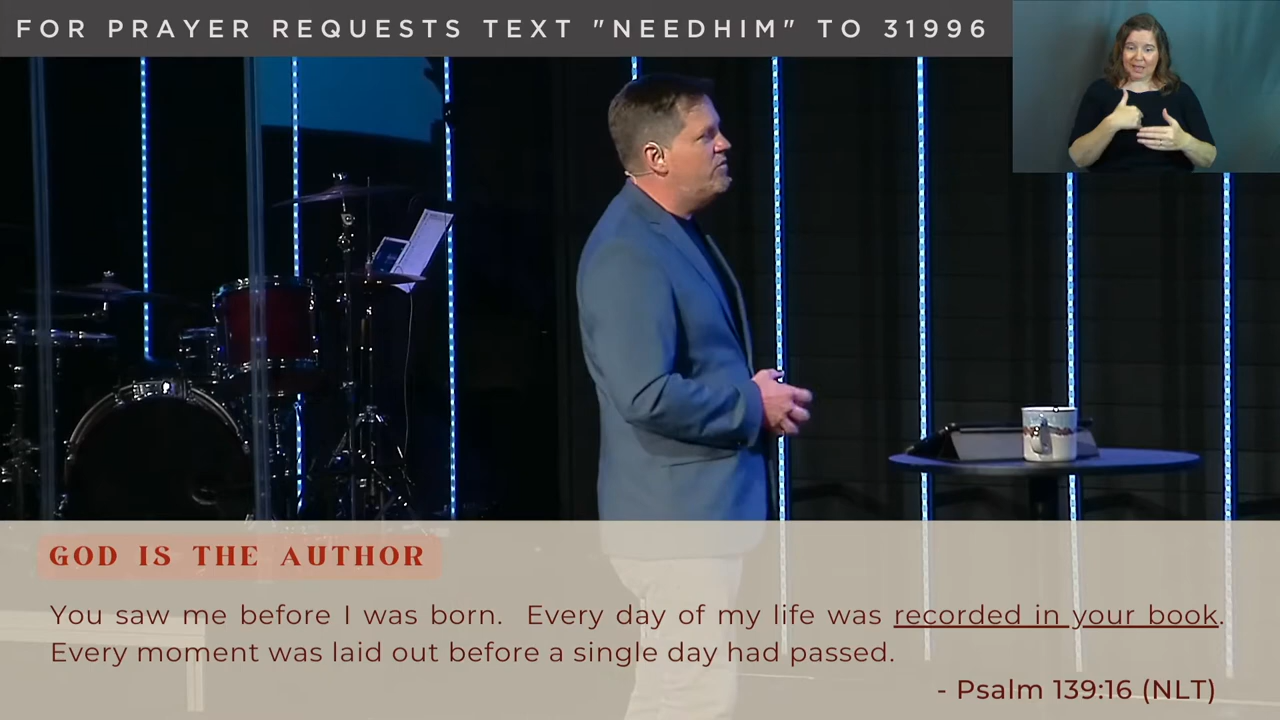 FOR PRAYER REQUESTS TEXT "NEEDHIM" TO 31996
GOD IS THE AUTHOR
You saw me before I was born. Every day of my life was recorded in your book.
Every moment was laid out before a single day had passed.
- Psalm 139:16 (NLT)